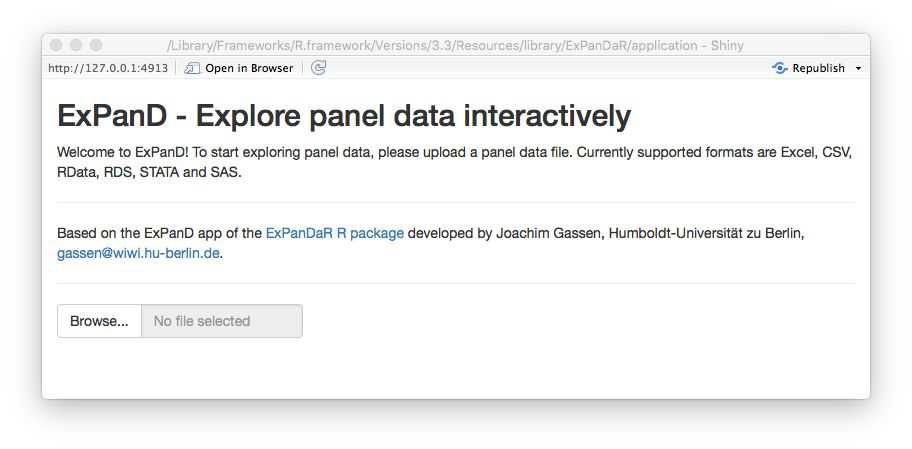 /Library/Frameworks/R.framework/Versions/3.3/Resources/library/ExPanDaR/application - Shiny
http://127.0.0.1:4913 Open in Browser Republish
ExPanD - Explore panel data interactively
Welcome to ExPanD! To start exploring panel data, please upload a panel data file. Currently supported formats are Excel, CSV,
RData, RDS, STATA and SAS.
Based on the ExPanD app of the ExPanDaR R package developed by Joachim Gassen, Humboldt-Universität zu Berlin,
gassen@wiwi.hu-berlin.de.
Browse... No file selected